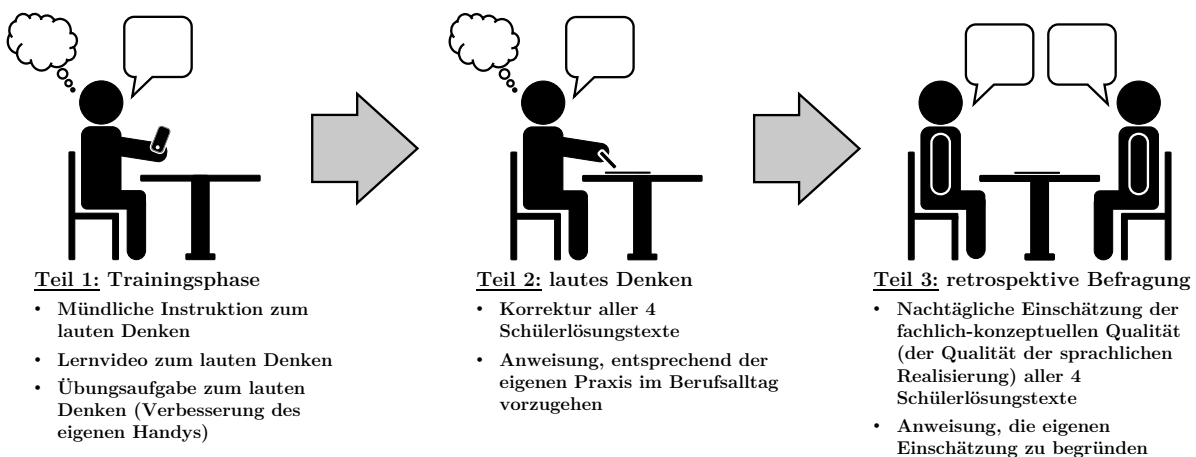 Teil 1: Trainingsphase
• Mündliche Instruktion zum
lauten Denken
• Lernvideo zum lauten Denken
• Übungsaufgabe zum lauten
Denken (Verbesserung des
eigenen Handys)
Teil 2: lautes Denken
• Korrektur aller 4
Schülerlösungstexte
• Anweisung, entsprechend der
eigenen Praxis im Berufsalltag
vorzugehen
Teil 3: retrospektive Befragung
• Nachtägliche Einschätzung der
fachlich-konzeptuellen Qualität
(der Qualität der sprachlichen
Realisierung) aller 4
Schülerlösungstexte
• Anweisung, die eigenen
Einschätzung zu begründen